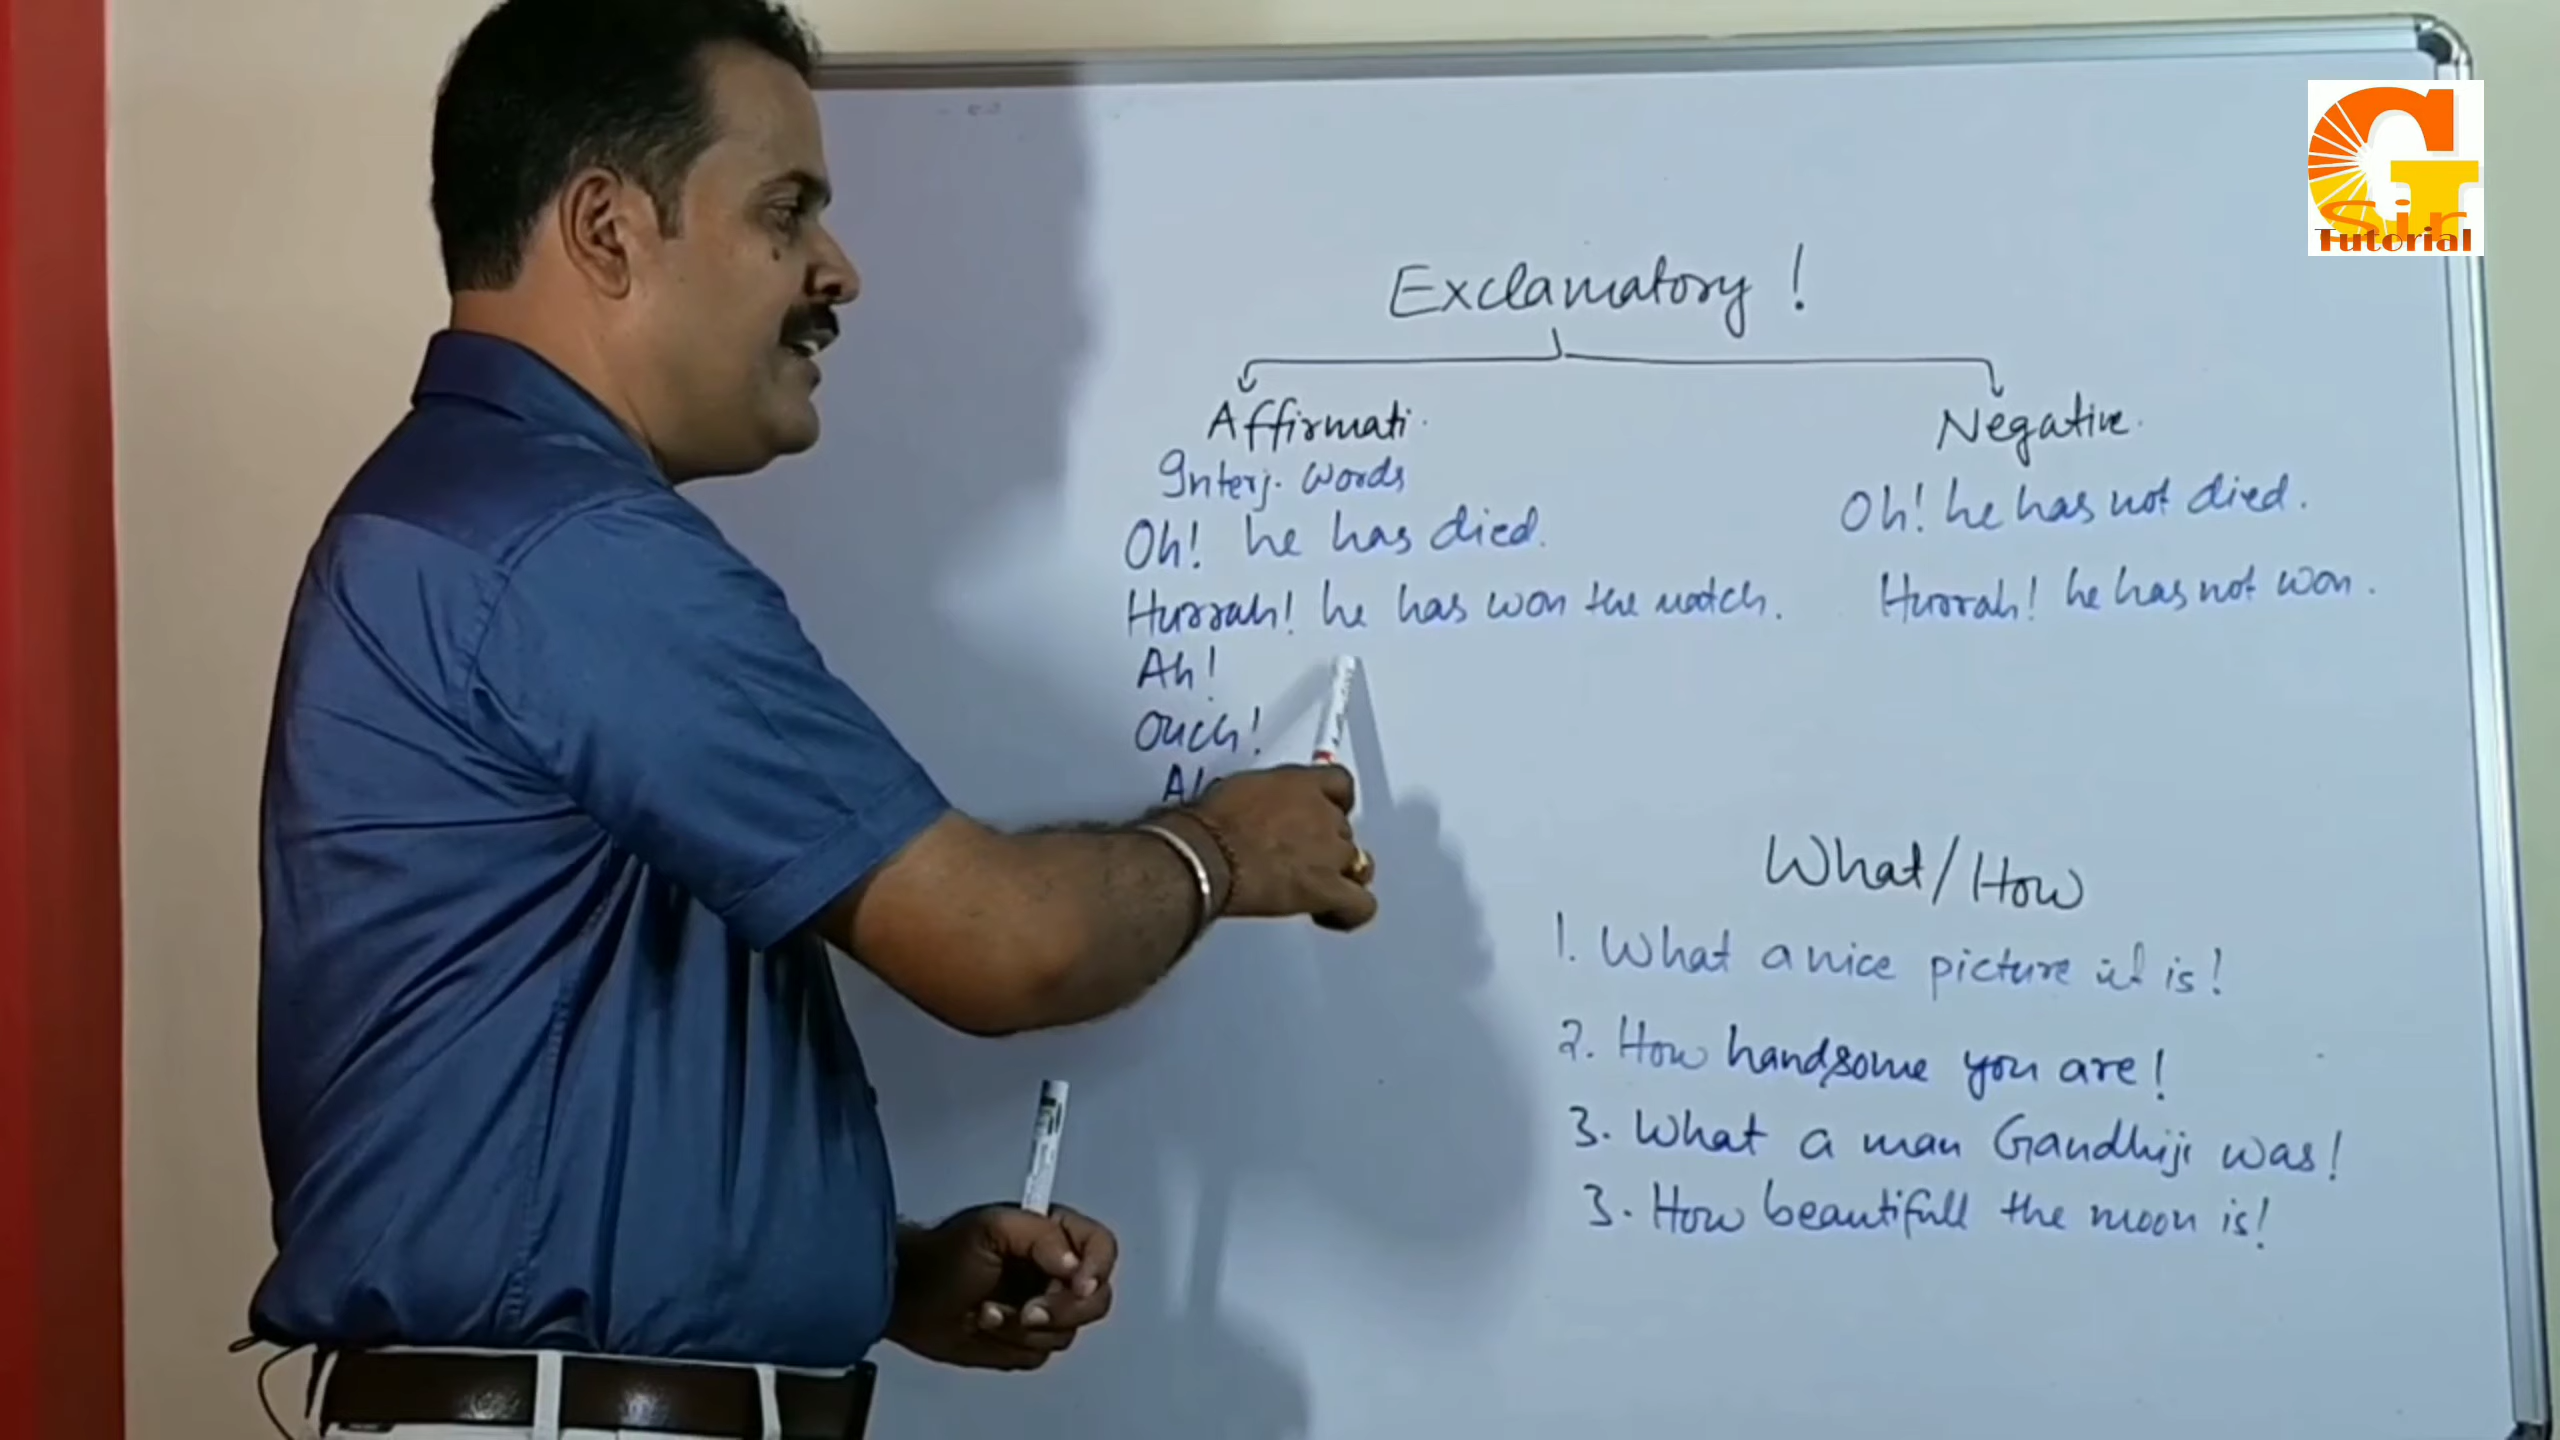 GT
Sir
Tutorial
Exclamatory !
Affirmati.
Negative.
Interj. words
Oh! he has died.
Hurrah! he has won the match.
Ah!
Ouch!
Oh! he has not died.
Hurrah! he has not won.
What/How
1. What a nice picture it is!
2. How handsome you are!
3. What a man Gandhiji was!
3. How beautifull the moon is!